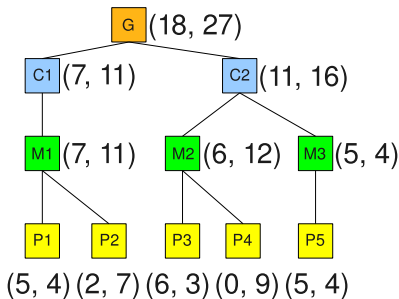 G (18, 27)
C1 (7, 11) C2 (11, 16)
M1 (7, 11) M2 (6, 12) M3 (5, 4)
P1 P2 P3 P4 P5
(5, 4) (2, 7) (6, 3) (0, 9) (5, 4)